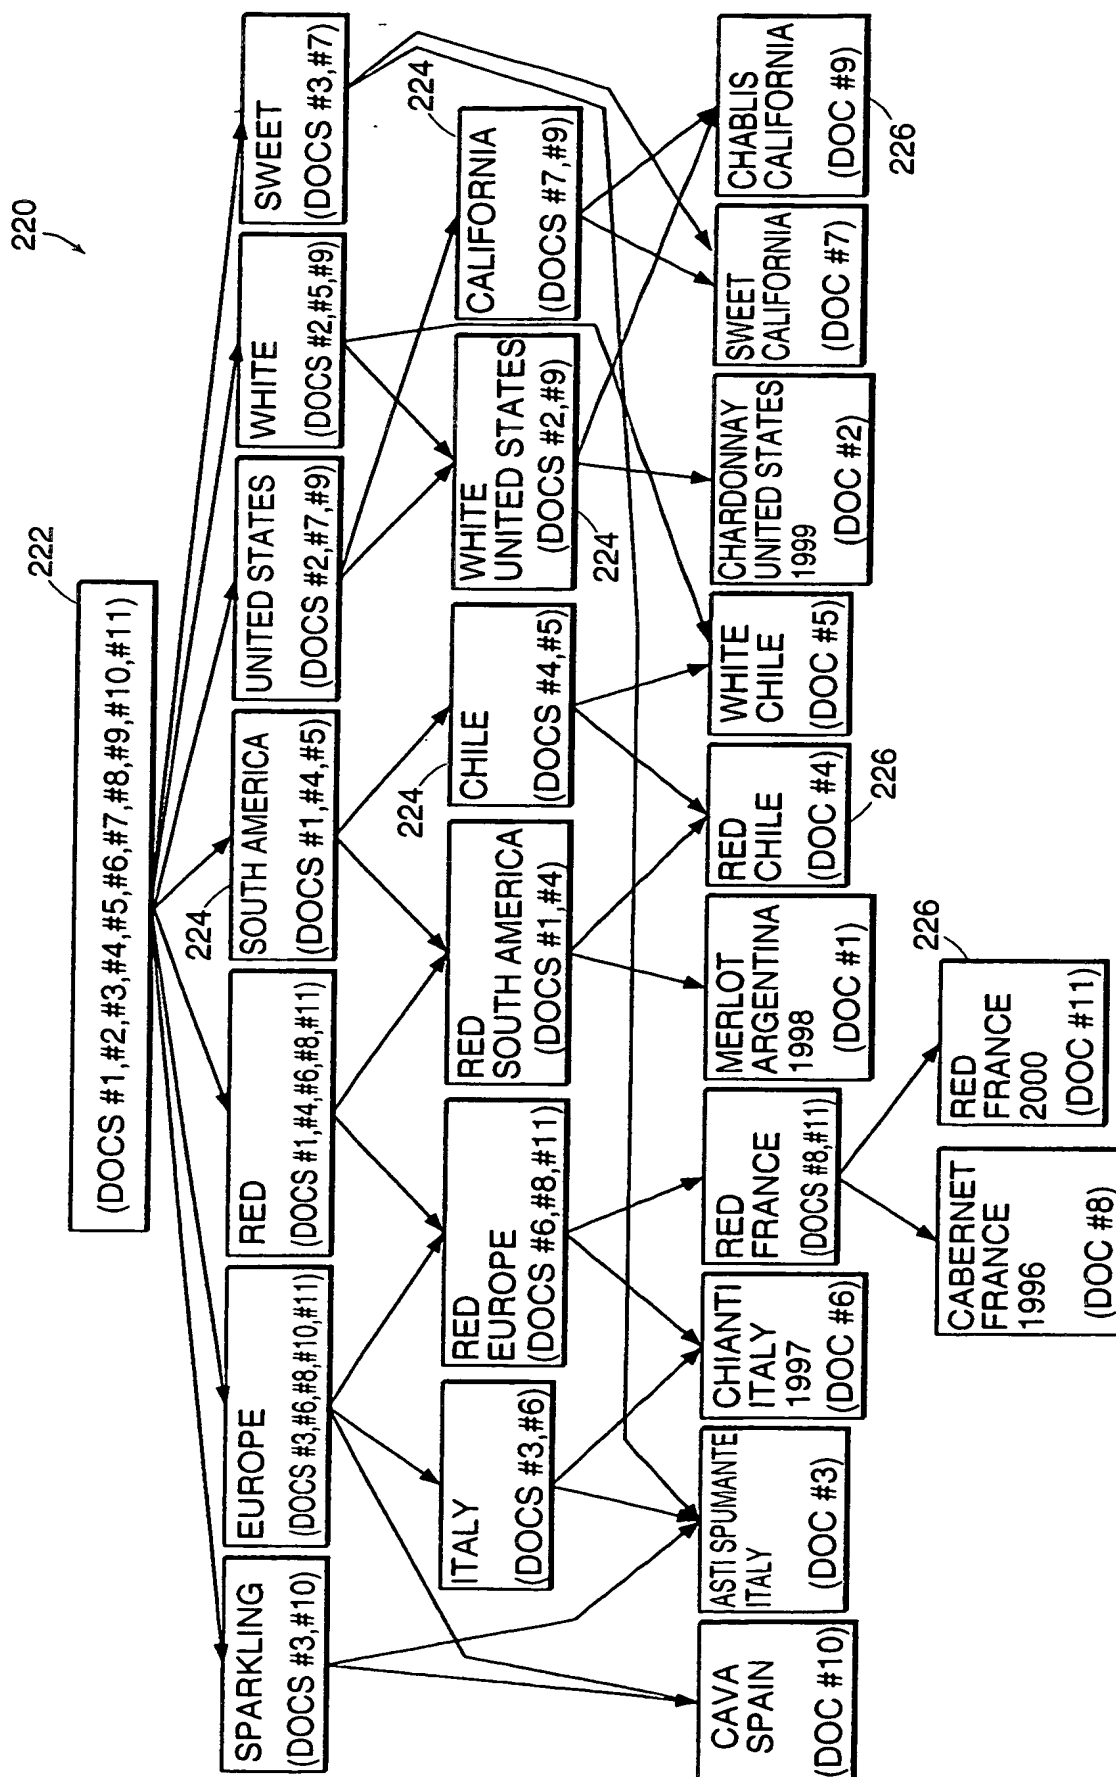 220
222
(DOCS #1,#2,#3,#4,#5,#6,#7,#8,#9,#10,#11)
SPARKLING
(DOCS #3,#10)
EUROPE
(DOCS #3,#6,#8,#10,#11)
RED
(DOCS #1,#4,#6,#8,#11)
224
SOUTH AMERICA
(DOCS #1,#4,#5)
UNITED STATES
(DOCS #2,#7,#9)
WHITE
(DOCS #2,#5,#9)
SWEET
(DOCS #3,#7)
ITALY
(DOCS #3,#6)
RED
EUROPE
(DOCS #6,#8,#11)
RED
SOUTH AMERICA
(DOCS #1,#4)
224
CHILE
(DOCS #4,#5)
WHITE
UNITED STATES
(DOCS #2,#9)
224
224
CALIFORNIA
(DOCS #7,#9)
CAVA
SPAIN
(DOC #10)
ASTI SPUMANTE
ITALY
(DOC #3)
CHIANTI
ITALY
1997
(DOC #6)
RED
FRANCE
(DOCS #8,#11)
MERLOT
ARGENTINA
1998
(DOC #1)
RED
CHILE
(DOC #4)
226
WHITE
CHILE
(DOC #5)
CHARDONNAY
UNITED STATES
1999
(DOC #2)
SWEET
CALIFORNIA
(DOC #7)
CHABLIS
CALIFORNIA
(DOC #9)
226
CABERNET
FRANCE
1996
(DOC #8)
226
RED
FRANCE
2000
(DOC #11)